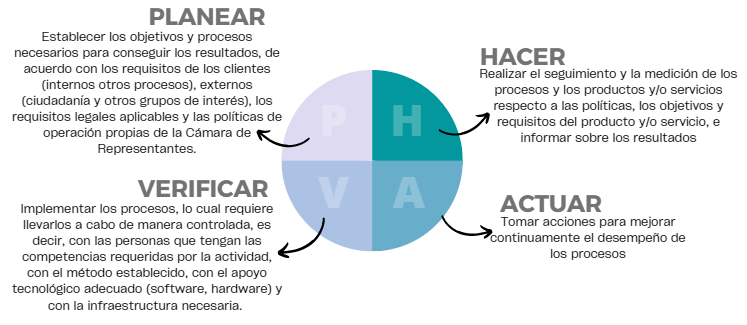 PLANEAR
Establecer los objetivos y procesos
necesarios para conseguir los resultados, de
acuerdo con los requisitos de los clientes
(internos otros procesos), externos
(ciudadanía y otros grupos de interés), los
requisitos legales aplicables y las políticas de
operación propias de la Cámara de
Representantes.
HACER
Realizar el seguimiento y la medición de los
procesos y los productos y/o servicios
respecto a las políticas, los objetivos y
requisitos del producto y/o servicio, e
informar sobre los resultados
P
H
V
A
VERIFICAR
Implementar los procesos, lo cual requiere
llevarlos a cabo de manera controlada, es
decir, con las personas que tengan las
competencias requeridas por la actividad,
con el método establecido, con el apoyo
tecnológico adecuado (software, hardware) y
con la infraestructura necesaria.
ACTUAR
Tomar acciones para mejorar
continuamente el desempeño de
los procesos